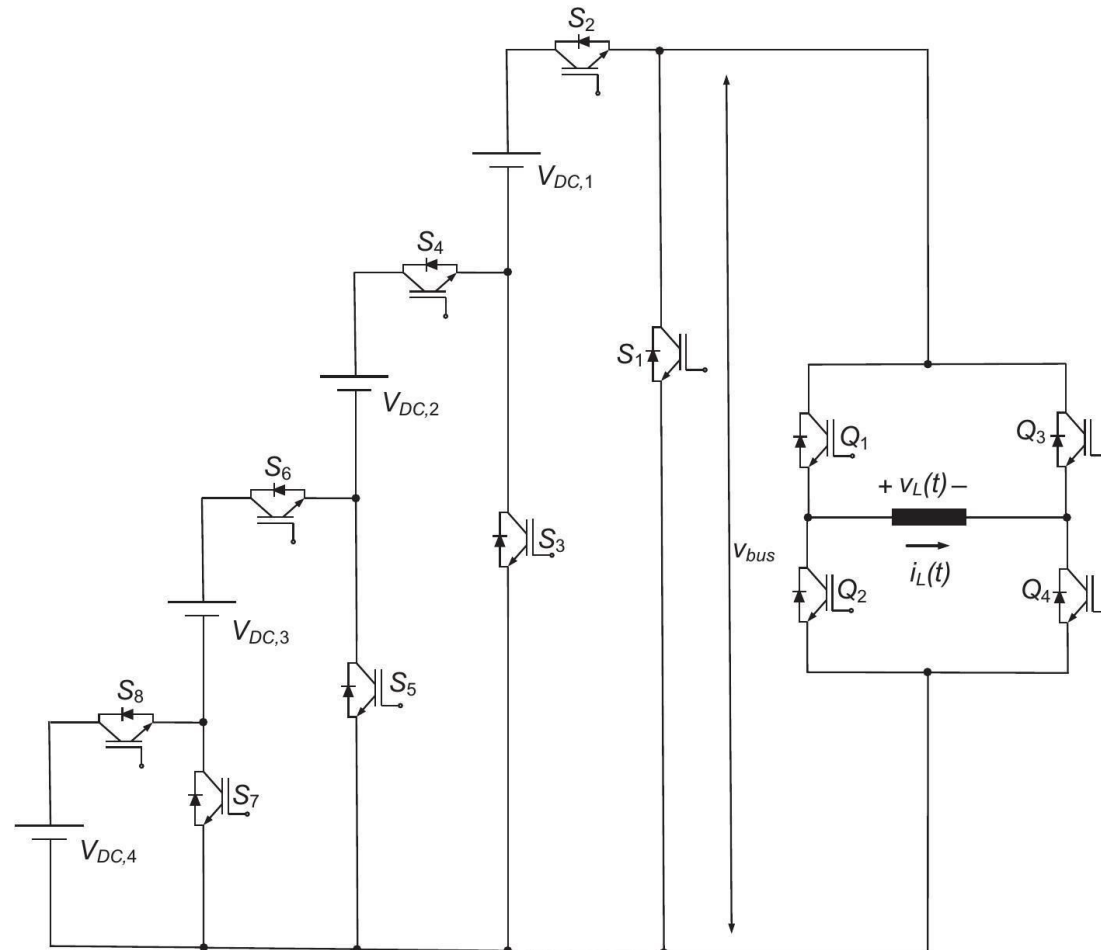 S2
VDC,1
S4
S1
VDC,2
Q1
Q3
S6
+ vL(t) –
S3
vbus
iL(t)
Q2
Q4
VDC,3
S5
S8
S7
VDC,4